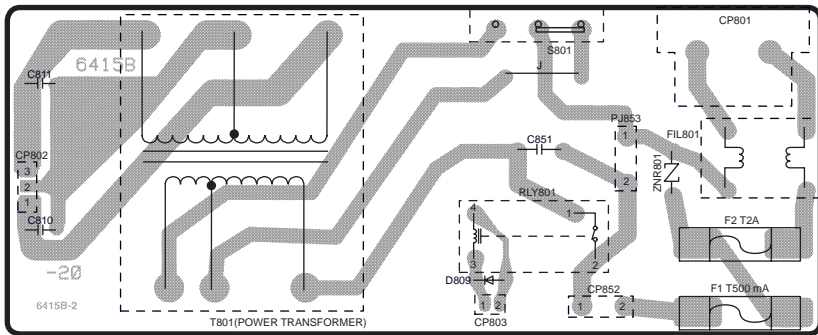 CP801
S801
6415B
C811
J
PJ853
1
FIL801
C851
CP802
3
2
1
ZNR801
2
RLY801
4
1
C810
F2 T2A
3
2
-20
D809
CP852
1
2
F1 T500 mA
1
2
6415B-2
T801(POWER TRANSFORMER)
CP803